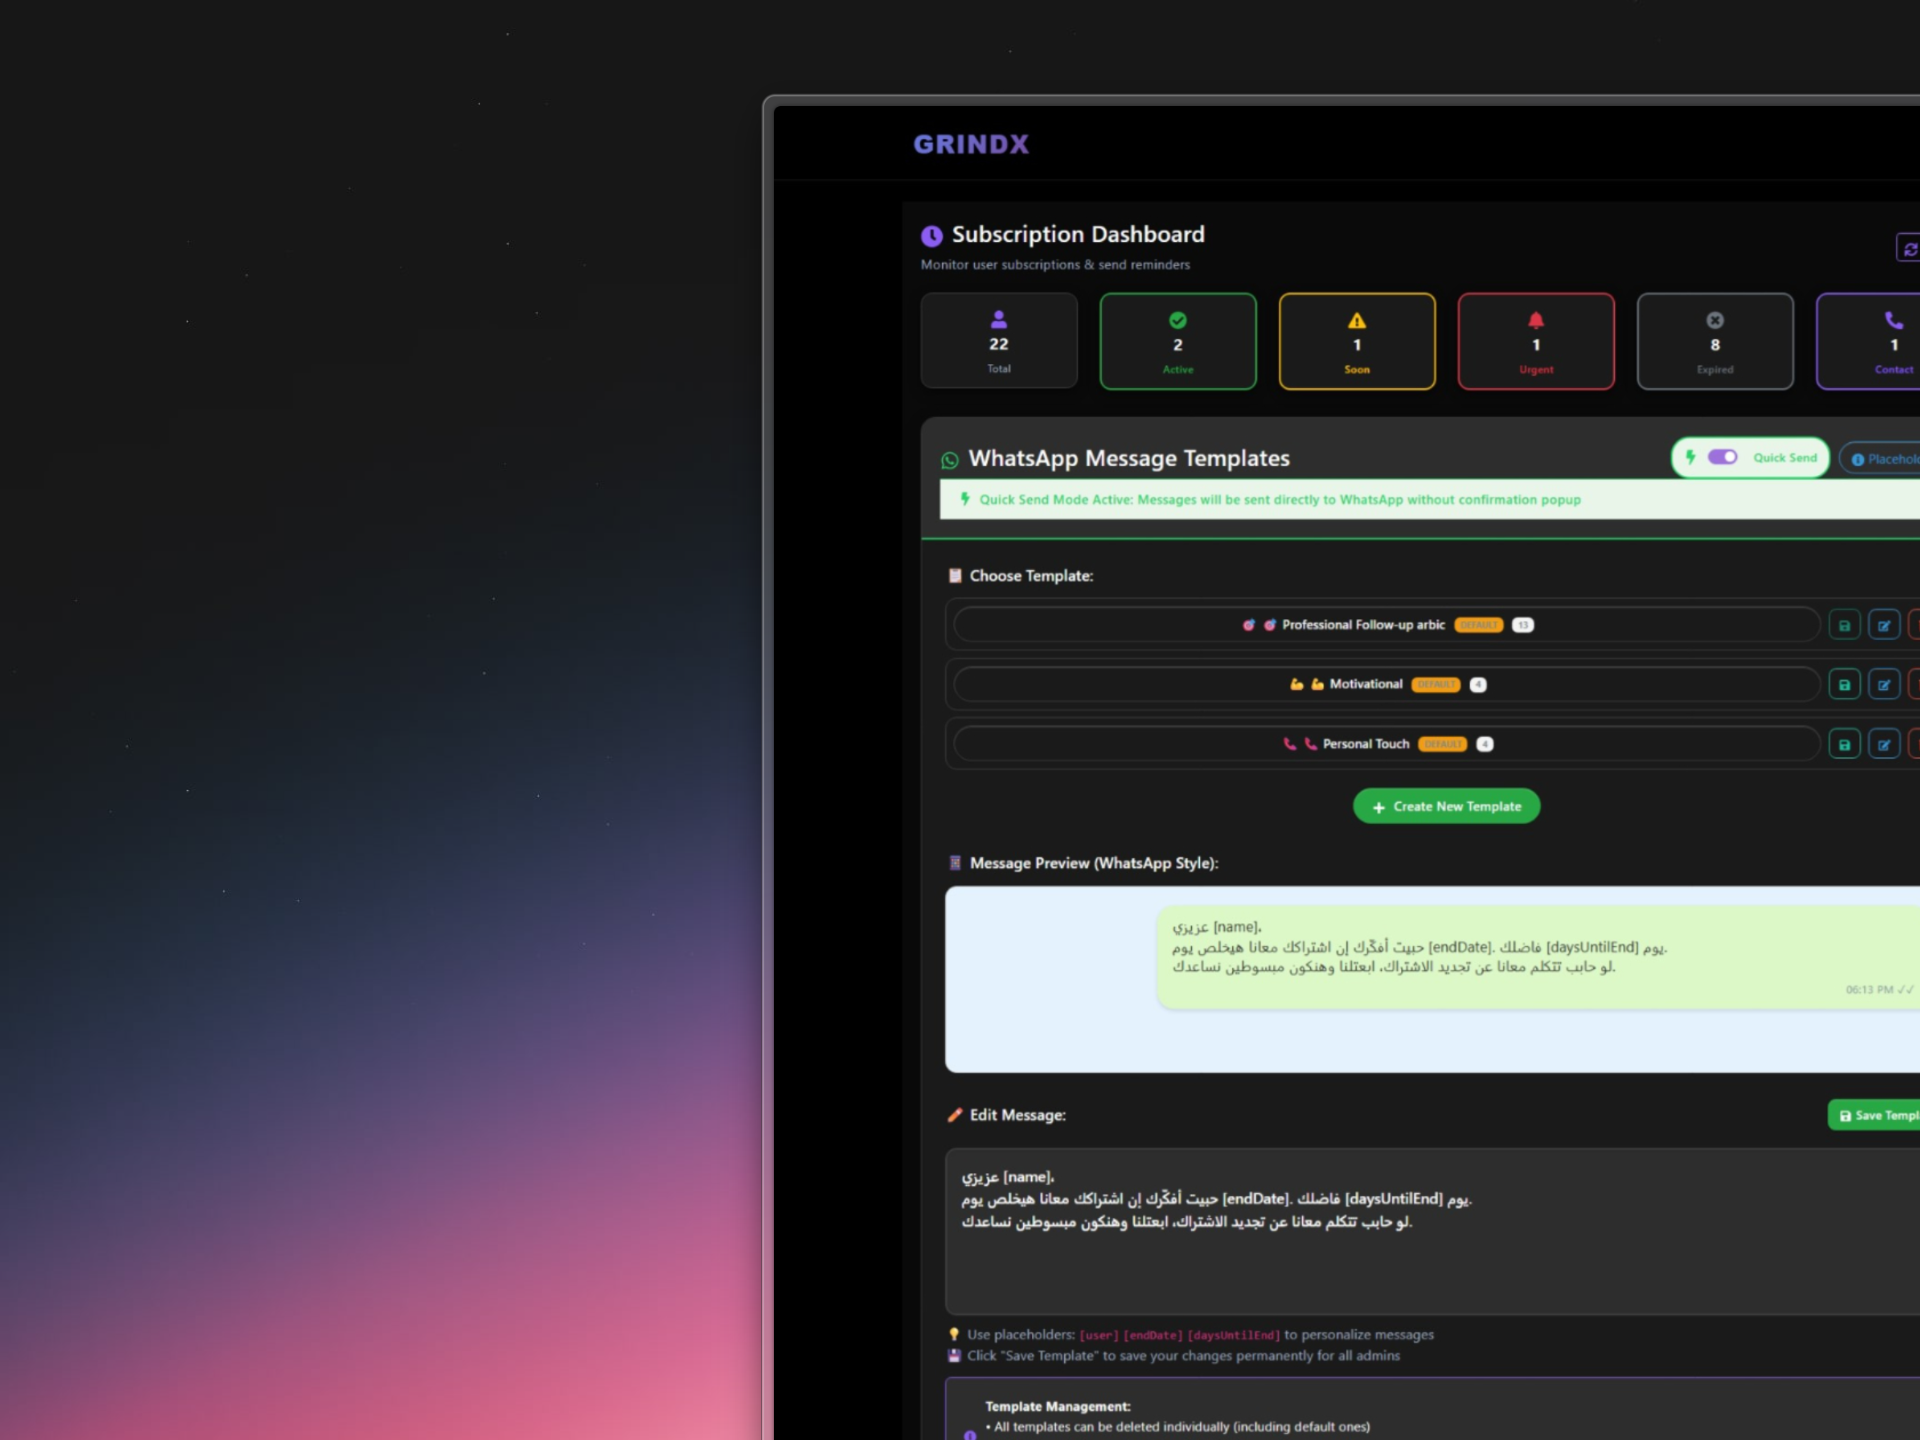 GRINDX
Subscription Dashboard
Monitor user subscriptions & send reminders
22
Total
2
Active
1
Soon
1
Urgent
8
Expired
1
Contact
WhatsApp Message Templates
Quick Send
Quick Send Mode Active: Messages will be sent directly to WhatsApp without confirmation popup
Choose Template:
Professional Follow-up arbic DEFAULT 13
Motivational DEFAULT 4
Personal Touch DEFAULT 4
+ Create New Template
Message Preview (WhatsApp Style):
عزيزي [name]،
حبيت أفكّرك إن اشتراكك معانا هيخلص يوم [endDate]. فاضلك [daysUntilEnd] يوم.
لو حابب تتكلم معانا عن تجديد الاشتراك، ابعتلنا وهنكون مبسوطين نساعدك.
06:13 PM ✓✓
Edit Message:
Save Templ
عزيزي [name]،
حبيت أفكّرك إن اشتراكك معانا هيخلص يوم [endDate]. فاضلك [daysUntilEnd] يوم.
لو حابب تتكلم معانا عن تجديد الاشتراك، ابعتلنا وهنكون مبسوطين نساعدك.
Use placeholders: [user] [endDate] [daysUntilEnd] to personalize messages
Click "Save Template" to save your changes permanently for all admins
Template Management:
• All templates can be deleted individually (including default ones)